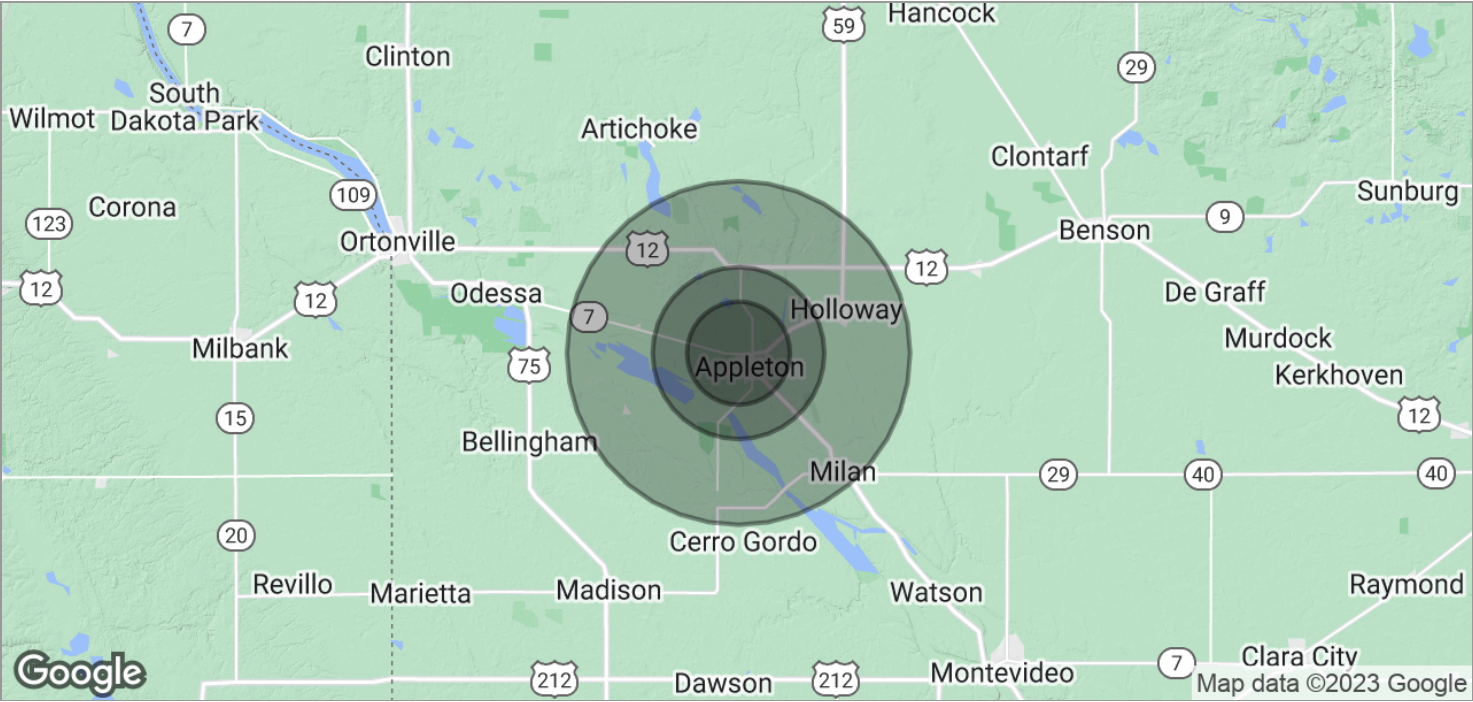 Hancock
59
7
Clinton
29
South
Dakota Park
Wilmot
Artichoke
Clontarf
109
Sunburg
Corona
123
9
Benson
Ortonville
12
12
12
12
De Graff
Odessa
7
Holloway
Murdock
Milbank
75
Appleton
Kerkhoven
12
15
Bellingham
Milan
29
40
40
20
Cerro Gordo
Revillo
Marietta
Madison
Watson
Raymond
Clara City
7
Google
212
Dawson
212
Montevideo
Map data ©2023 Google